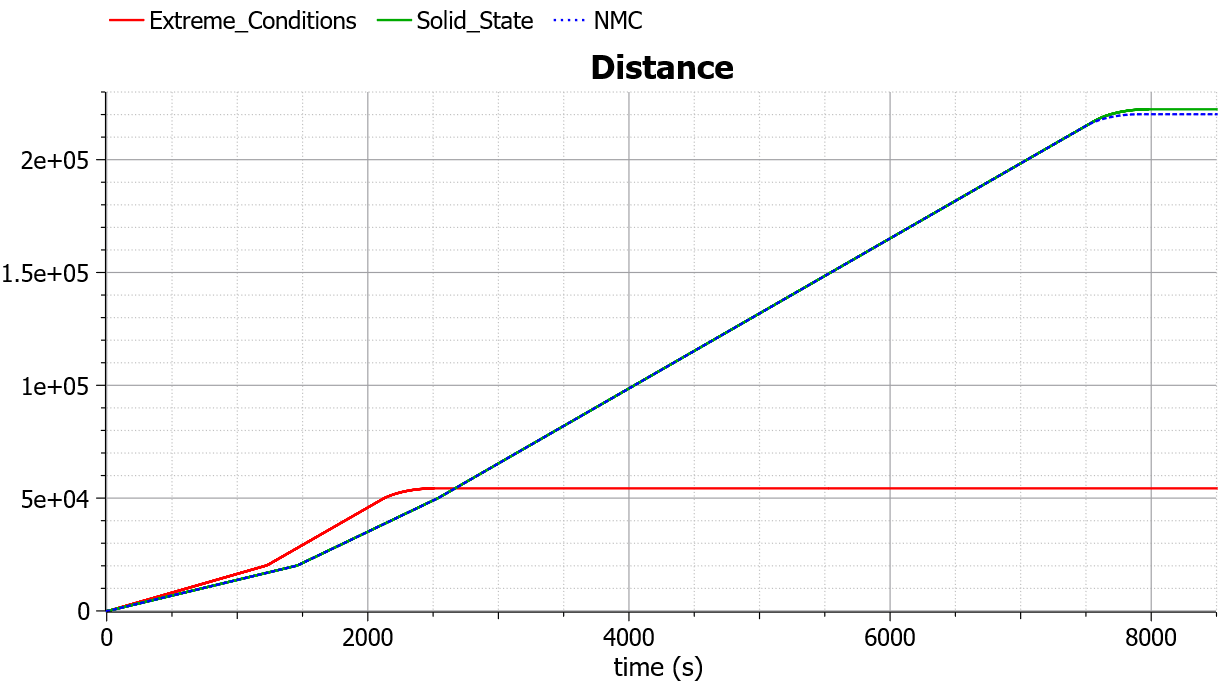 Extreme_Conditions Solid_State NMC
Distance
2e+05
1.5e+05
1e+05
5e+04
0
0 2000 4000 6000 8000
time (s)